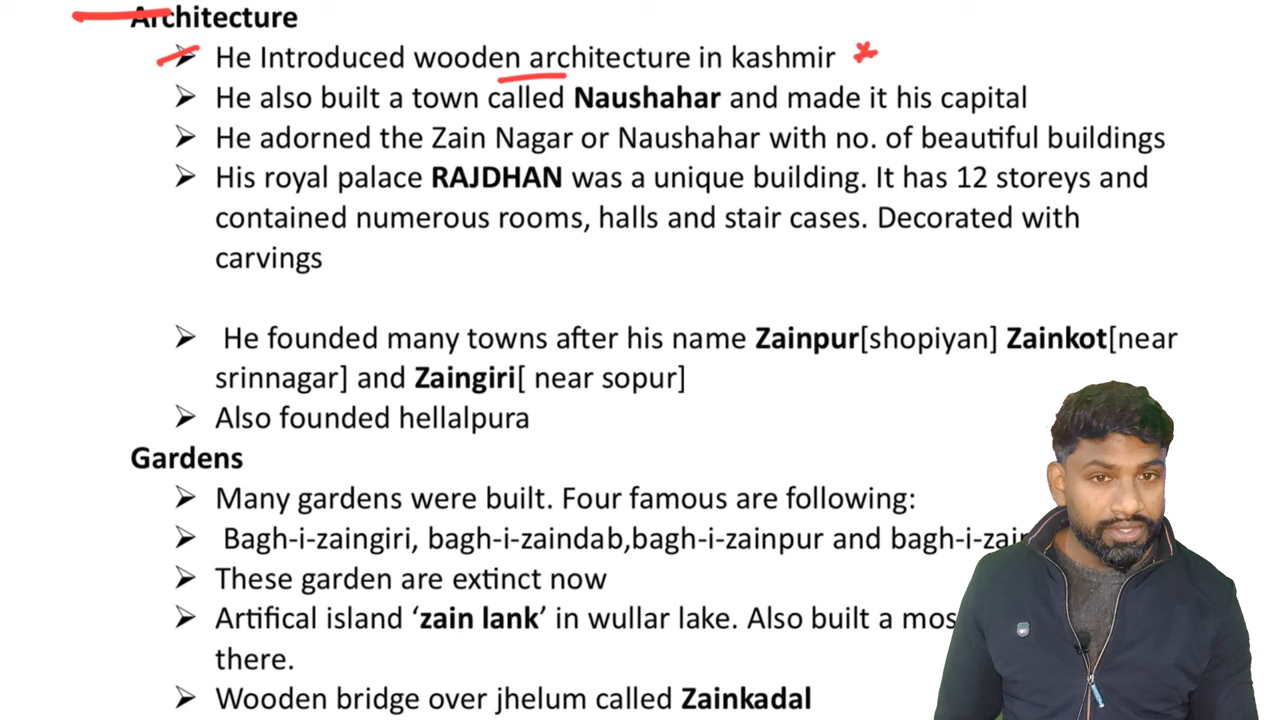 Architecture
➢ He Introduced wooden architecture in kashmir *
➢ He also built a town called Naushahar and made it his capital
➢ He adorned the Zain Nagar or Naushahar with no. of beautiful buildings
➢ His royal palace RAJDHAN was a unique building. It has 12 storeys and
contained numerous rooms, halls and stair cases. Decorated with
carvings
➢ He founded many towns after his name Zainpur[shopiyan] Zainkot[near
srinnagar] and Zaingiri[ near sopur]
➢ Also founded hellalpura
Gardens
➢ Many gardens were built. Four famous are following:
➢ Bagh-i-zaingiri, bagh-i-zaindab,bagh-i-zainpur and
➢ These garden are extinct now
➢ Artifical island ‘zain lank’ in wullar lake. Also built a
there.
➢ Wooden bridge over jhelum called Zainkadal